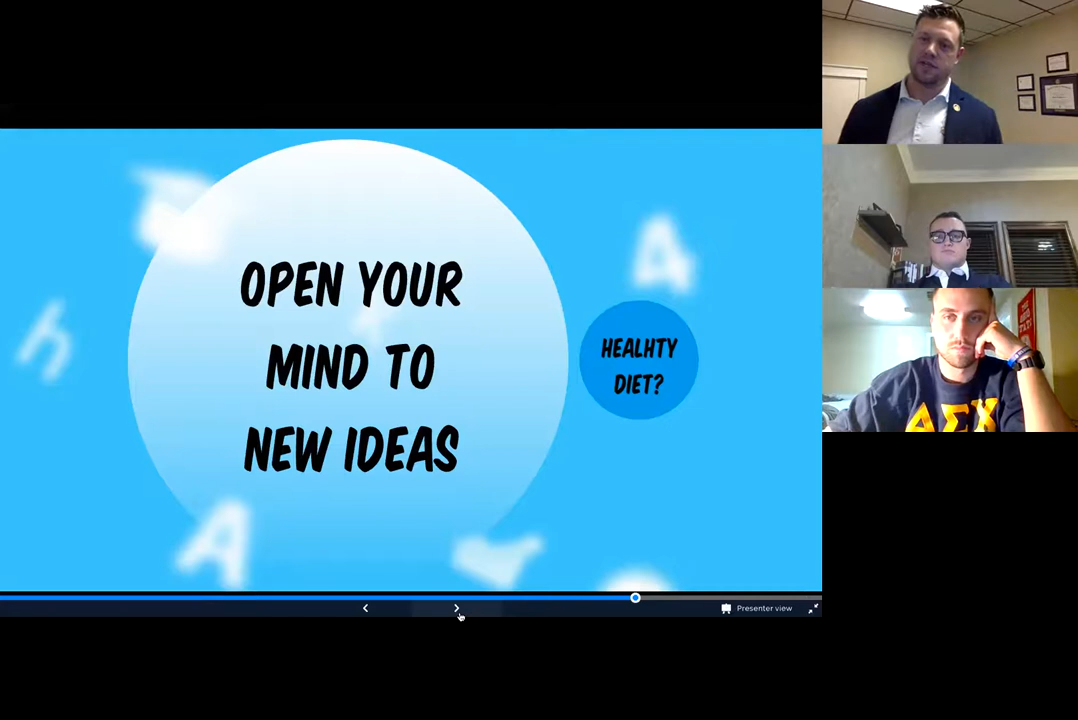 OPEN YOUR
MIND TO
NEW IDEAS
HEALHTY
DIET?
h
A
A
Presenter view
ΔΣΧ